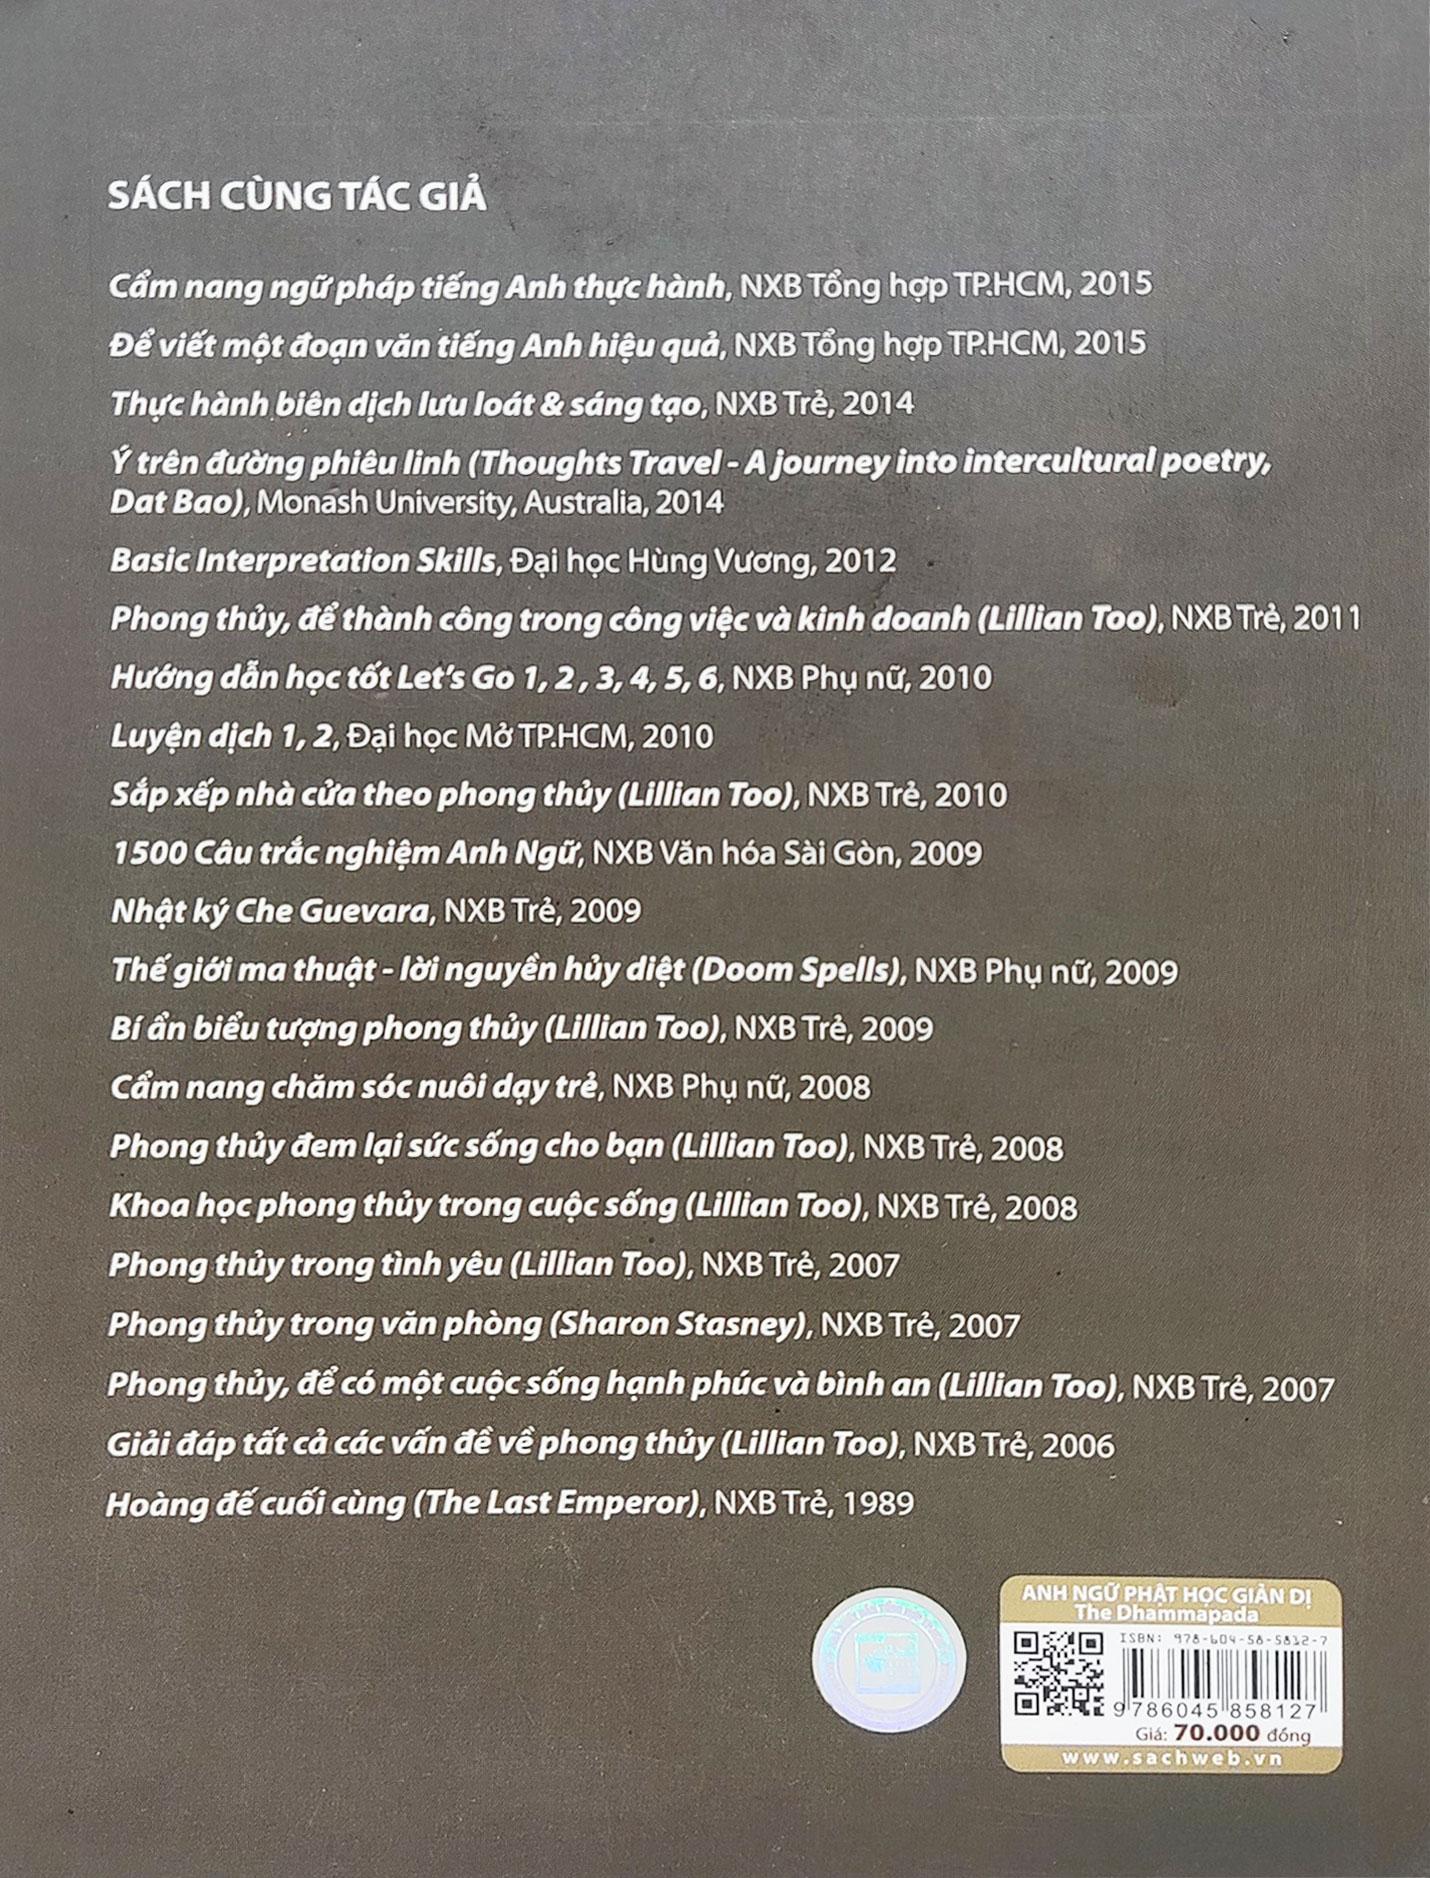 SÁCH CÙNG TÁC GIẢ
Cẩm nang ngữ pháp tiếng Anh thực hành, NXB Tổng hợp TP.HCM, 2015
Để viết một đoạn văn tiếng Anh hiệu quả, NXB Tổng hợp TP.HCM, 2015
Thực hành biên dịch lưu loát & sáng tạo, NXB Trẻ, 2014
Ý trên đường phiêu linh (Thoughts Travel - A journey into intercultural poetry,
Dat Bao), Monash University, Australia, 2014
Basic Interpretation Skills, Đại học Hùng Vương, 2012
Phong thủy, để thành công trong công việc và kinh doanh (Lillian Too), NXB Trẻ, 2011
Hướng dẫn học tốt Let's Go 1, 2 , 3, 4, 5, 6, NXB Phụ nữ, 2010
Luyện dịch 1, 2, Đại học Mở TP.HCM, 2010
Sắp xếp nhà cửa theo phong thủy (Lillian Too), NXB Trẻ, 2010
1500 Câu trắc nghiệm Anh Ngữ, NXB Văn hóa Sài Gòn, 2009
Nhật ký Che Guevara, NXB Trẻ, 2009
Thế giới ma thuật - lời nguyền hủy diệt (Doom Spells), NXB Phụ nữ, 2009
Bí ẩn biểu tượng phong thủy (Lillian Too), NXB Trẻ, 2009
Cẩm nang chăm sóc nuôi dạy trẻ, NXB Phụ nữ, 2008
Phong thủy đem lại sức sống cho bạn (Lillian Too), NXB Trẻ, 2008
Khoa học phong thủy trong cuộc sống (Lillian Too), NXB Trẻ, 2008
Phong thủy trong tình yêu (Lillian Too), NXB Trẻ, 2007
Phong thủy trong văn phòng (Sharon Stasney), NXB Trẻ, 2007
Phong thủy, để có một cuộc sống hạnh phúc và bình an (Lillian Too), NXB Trẻ, 2007
Giải đáp tất cả các vấn đề về phong thủy (Lillian Too), NXB Trẻ, 2006
Hoàng đế cuối cùng (The Last Emperor), NXB Trẻ, 1989
ANH NGỮ PHẬT HỌC GIẢN DỊ
The Dhammapada
ISBN: 978-604-58-5812-7
9 786045 858127
Giá: 70.000 đồng
www.sachweb.vn